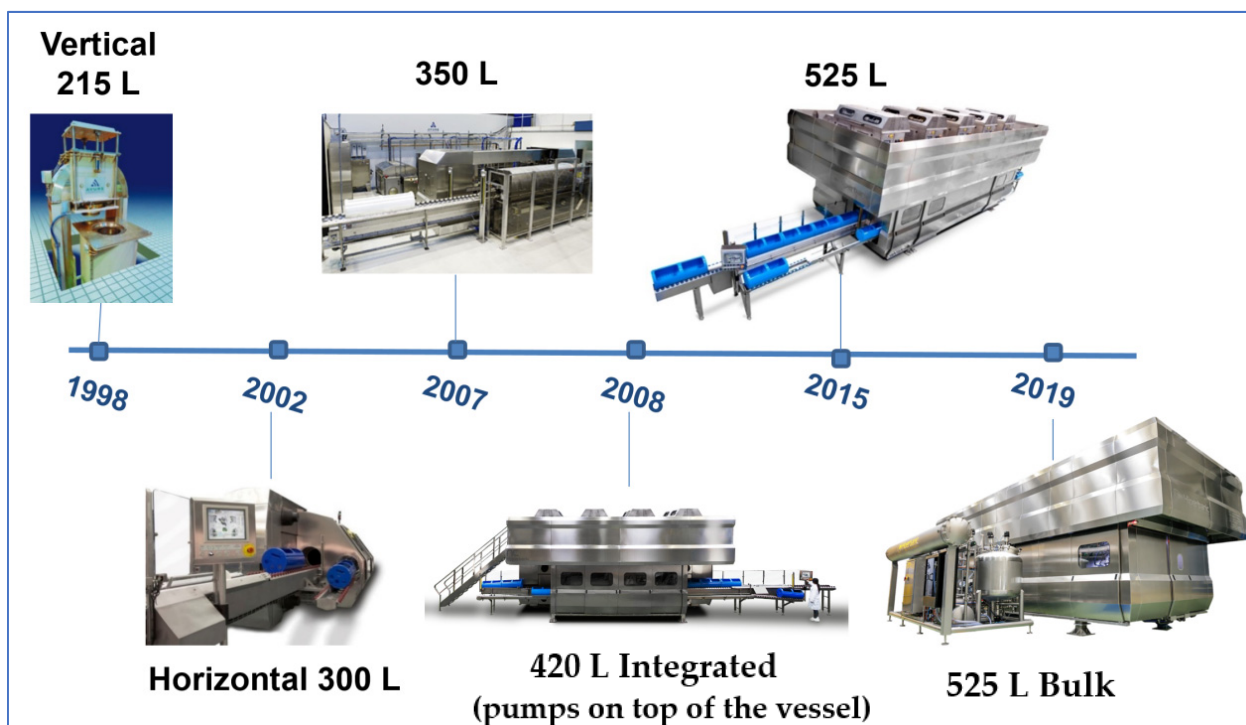 Vertical
215 L
350 L
525 L
1998
2002
2007
2008
2015
2019
Horizontal 300 L
420 L Integrated
(pumps on top of the vessel)
525 L Bulk